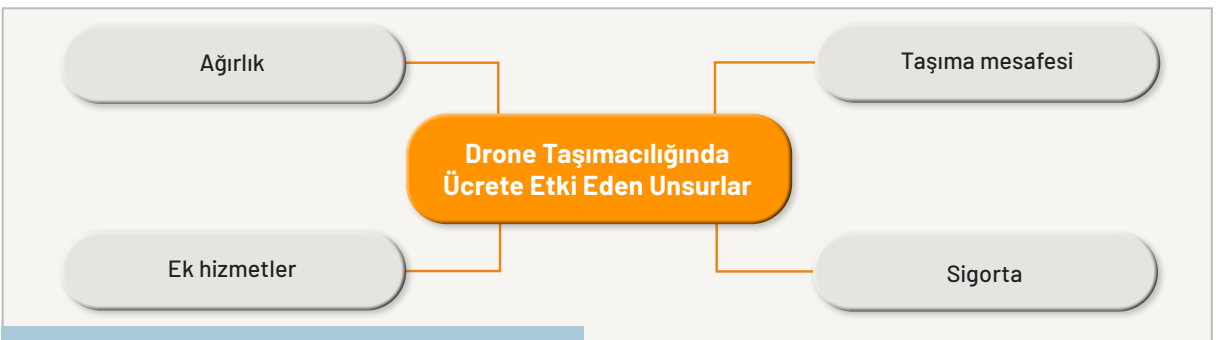 Ağırlık
Taşıma mesafesi
Drone Taşımacılığında
Ücrete Etki Eden Unsurlar
Ek hizmetler
Sigorta